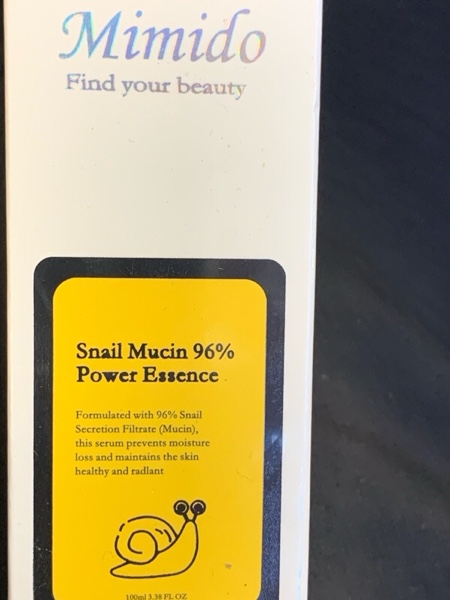 Mimido
Find your beauty
Snail Mucin 96%
Power Essence
Formulated with 96% Snail
Secretion Filtrate (Mucin),
this serum prevents moisture
loss and maintains the skin
healthy and radlant
100ml 3.38 FL OZ